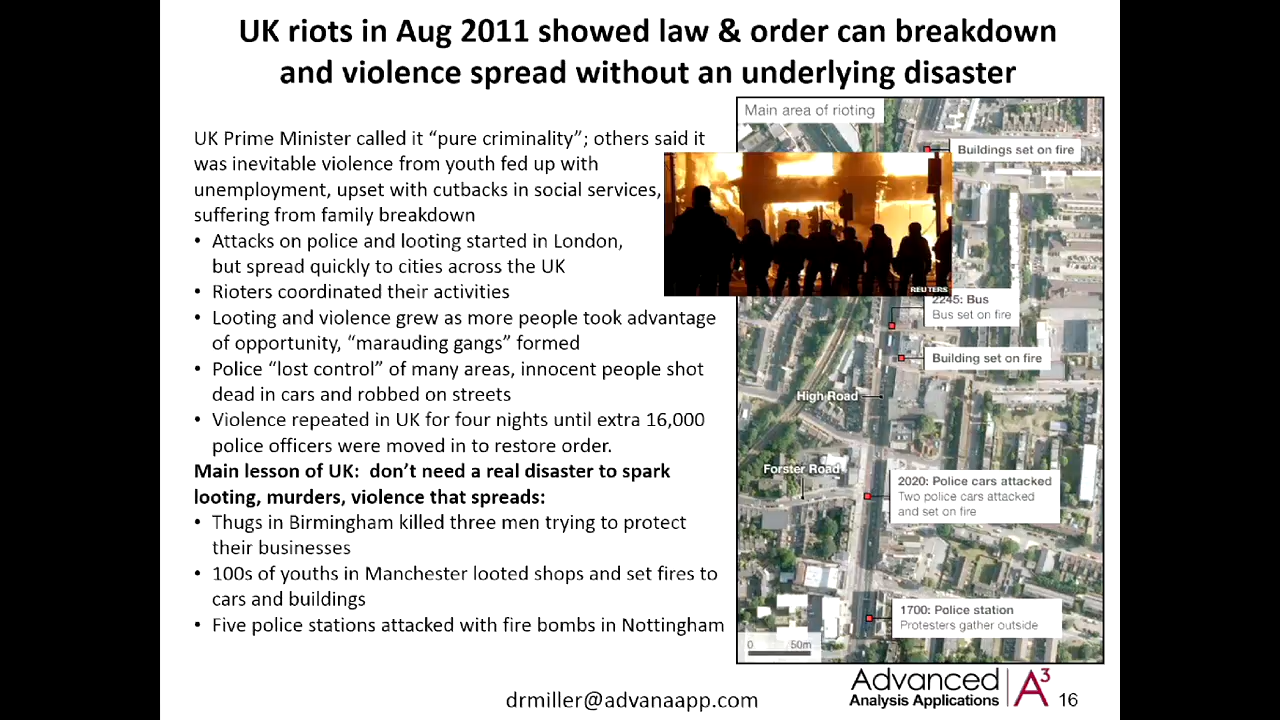 UK riots in Aug 2011 showed law & order can breakdown
and violence spread without an underlying disaster
UK Prime Minister called it “pure criminality”; others said it
was inevitable violence from youth fed up with
unemployment, upset with cutbacks in social services,
suffering from family breakdown
• Attacks on police and looting started in London,
but spread quickly to cities across the UK
• Rioters coordinated their activities
• Looting and violence grew as more people took advantage
of opportunity, “marauding gangs” formed
• Police “lost control” of many areas, innocent people shot
dead in cars and robbed on streets
• Violence repeated in UK for four nights until extra 16,000
police officers were moved in to restore order.
Main lesson of UK: don’t need a real disaster to spark
looting, murders, violence that spreads:
• Thugs in Birmingham killed three men trying to protect
their businesses
• 100s of youths in Manchester looted shops and set fires to
cars and buildings
• Five police stations attacked with fire bombs in Nottingham
Main area of rioting
Buildings set on fire
REUTERS
2245: Bus
Bus set on fire
Building set on fire
High Road
Forster Road
2020: Police cars attacked
Two police cars attacked
and set on fire
1700: Police station
Protesters gather outside
0 50m
drmiller@advanaapp.com
Advanced
Analysis Applications
A3
16